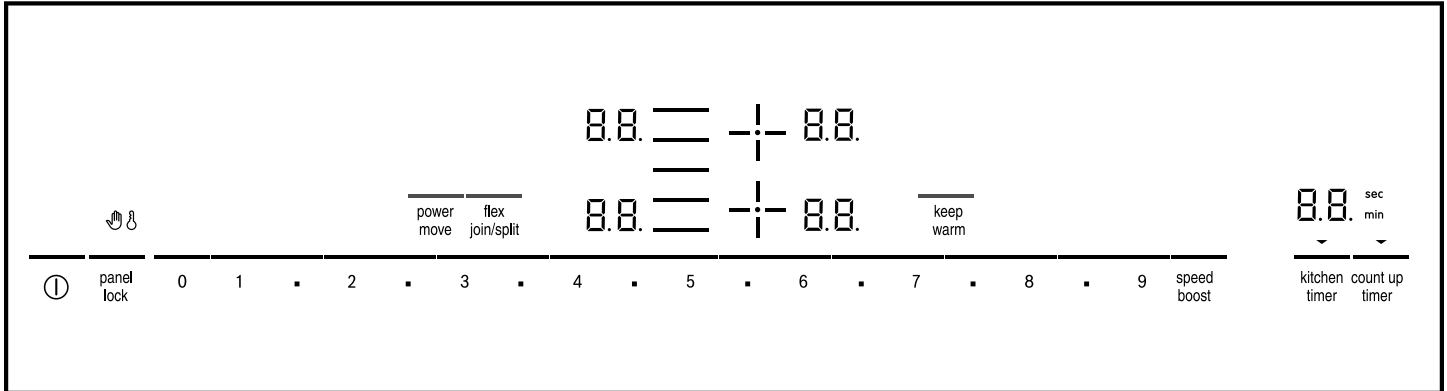 8.8. 8.8.
power move
flex join/split
8.8. 8.8.
keep warm
8.8. sec min
panel lock
0 1 . 2 . 3 . 4 . 5 . 6 . 7 . 8 . 9
speed boost
kitchen timer
count up timer